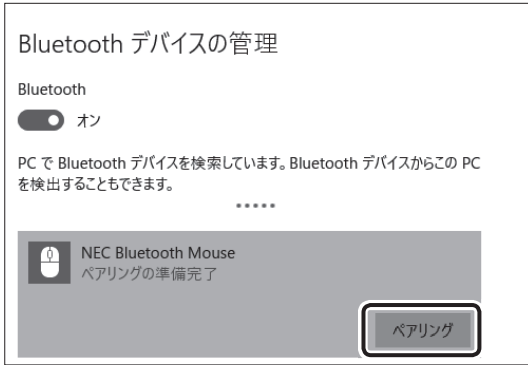 Bluetooth デバイスの管理
Bluetooth
オン
PC で Bluetooth デバイスを検索しています。Bluetooth デバイスからこの PC
を検出することもできます。
NEC Bluetooth Mouse
ペアリングの準備完了
ペアリング